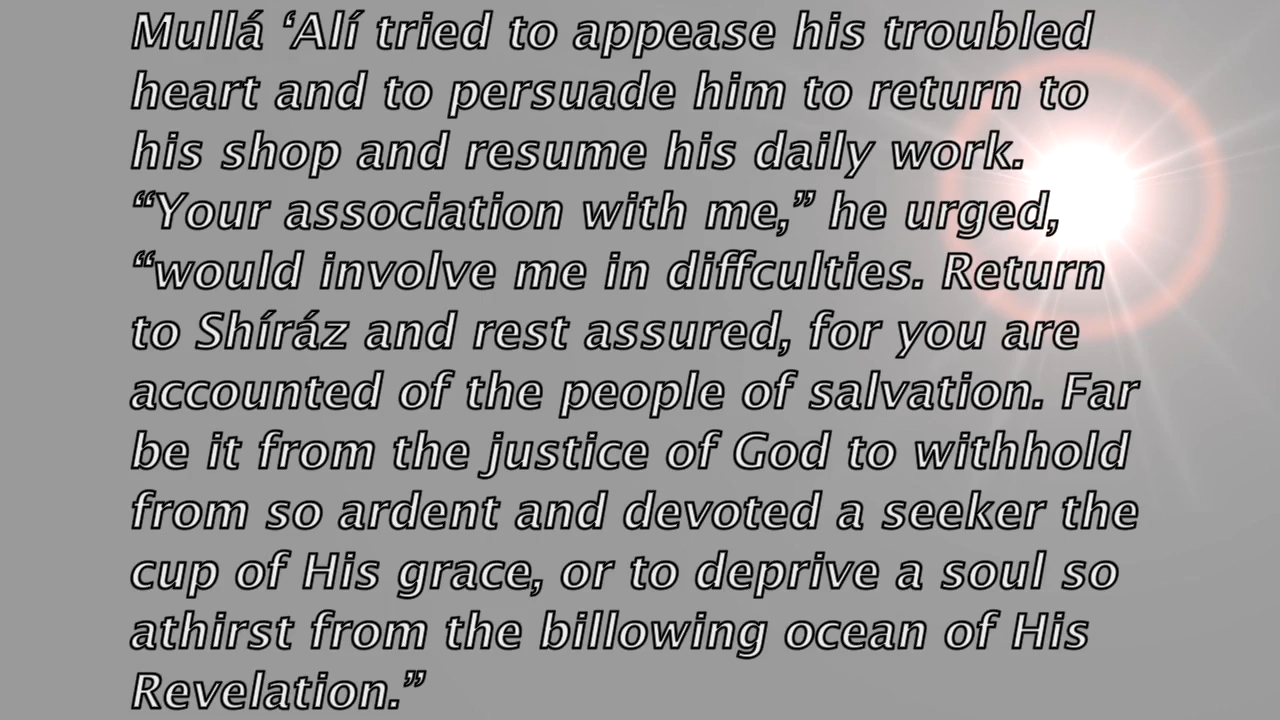 Mullá ‘Alí tried to appease his troubled
heart and to persuade him to return to
his shop and resume his daily work.
“Your association with me,” he urged,
“would involve me in diffculties. Return
to Shíráz and rest assured, for you are
accounted of the people of salvation. Far
be it from the justice of God to withhold
from so ardent and devoted a seeker the
cup of His grace, or to deprive a soul so
athirst from the billowing ocean of His
Revelation.”